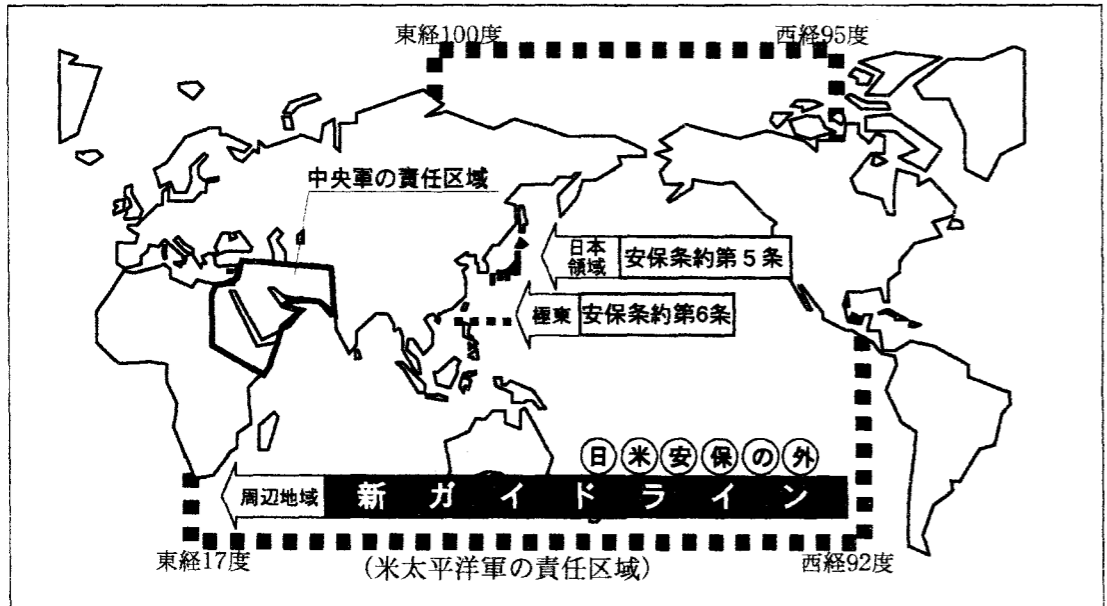 東経100度
西経95度
中央軍の責任区域
日本領域
安保条約第5条
極東
安保条約第6条
日米安保の外
周辺地域
新ガイドライン
東経17度
(米太平洋軍の責任区域)
西経92度